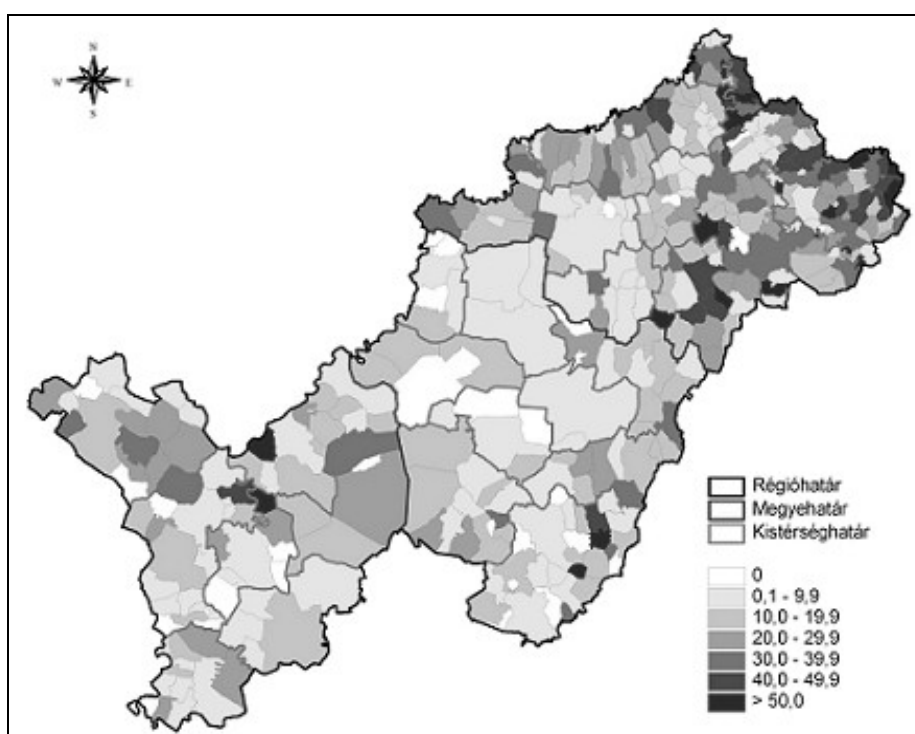 N
W E
S
Régióhatár
Megyehatár
Kistérséghatár
0
0,1 - 9,9
10,0 - 19,9
20,0 - 29,9
30,0 - 39,9
40,0 - 49,9
> 50,0